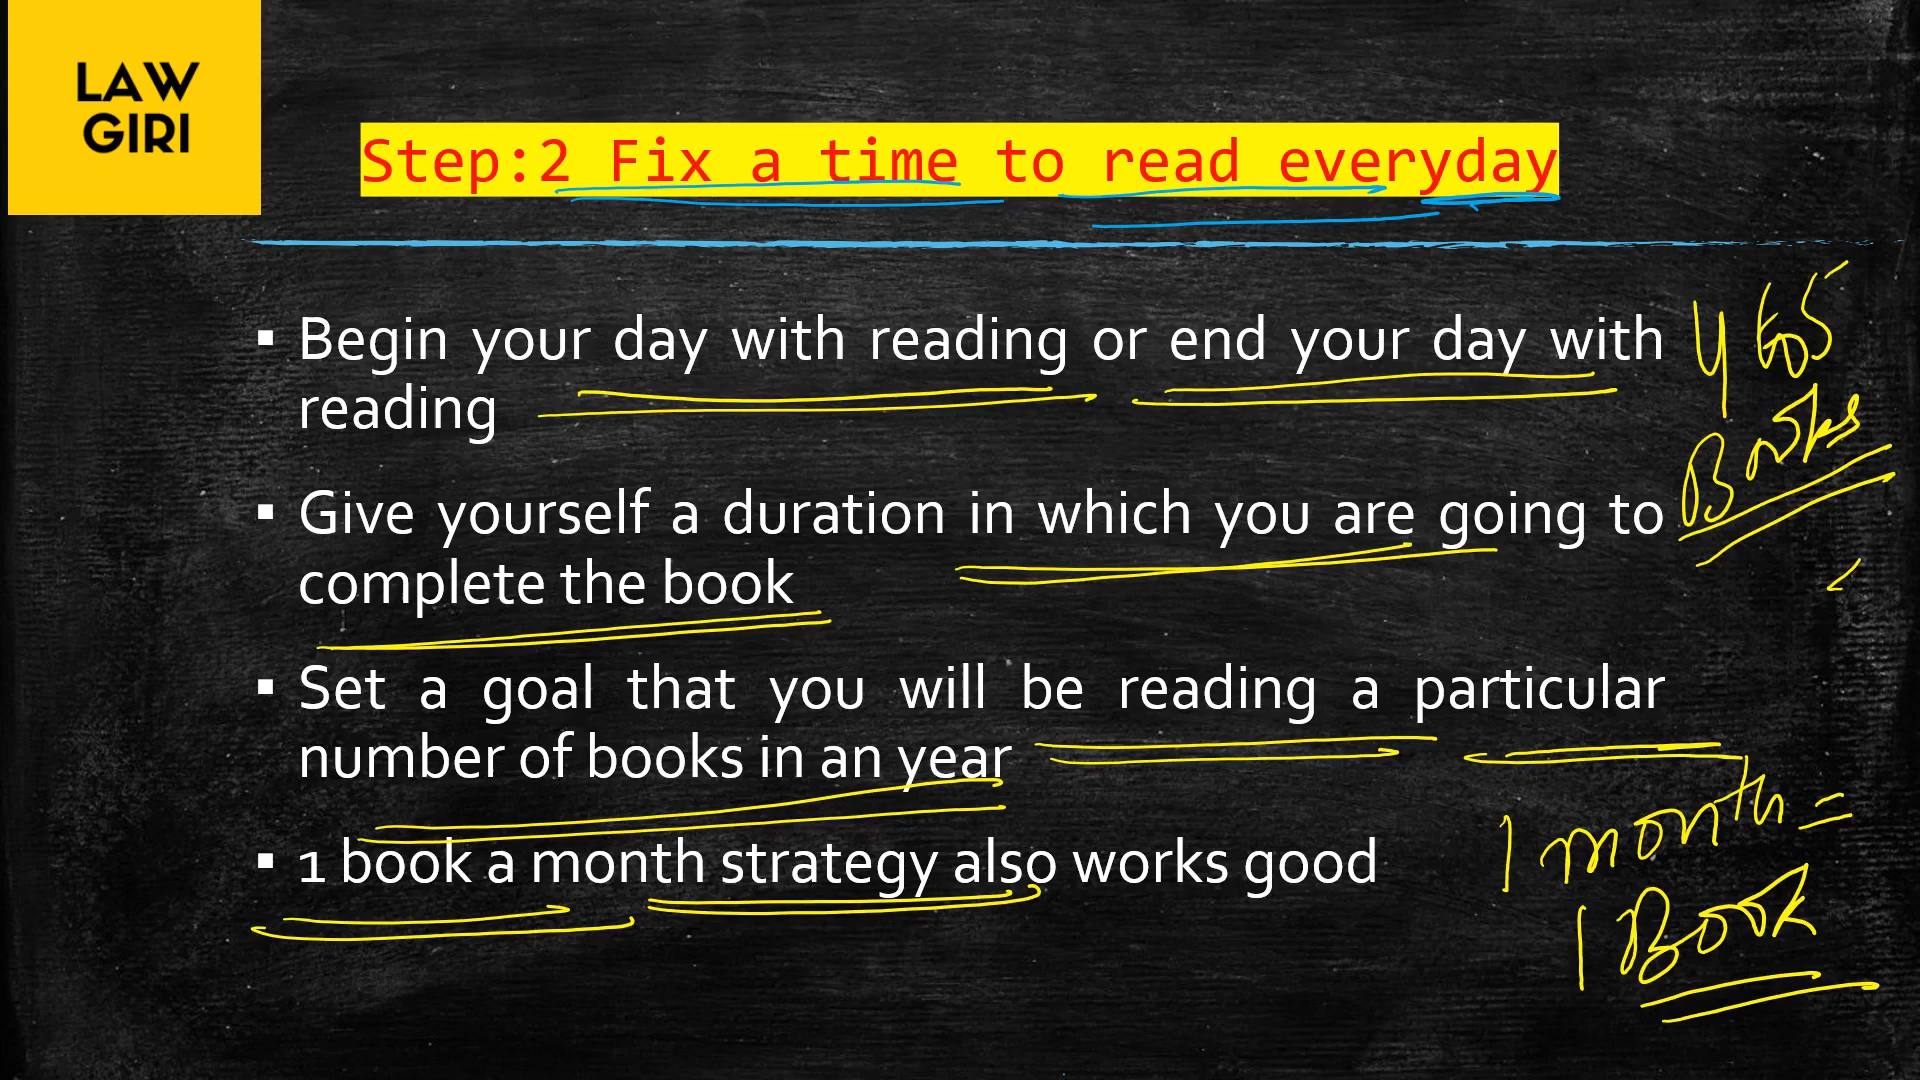 LAW
GIRI
Step:2 Fix a time to read everyday
▪ Begin your day with reading or end your day with
reading
4 to 5
Books
▪ Give yourself a duration in which you are going to
complete the book
▪ Set a goal that you will be reading a particular
number of books in an year
▪ 1 book a month strategy also works good
1 month =
1 Book